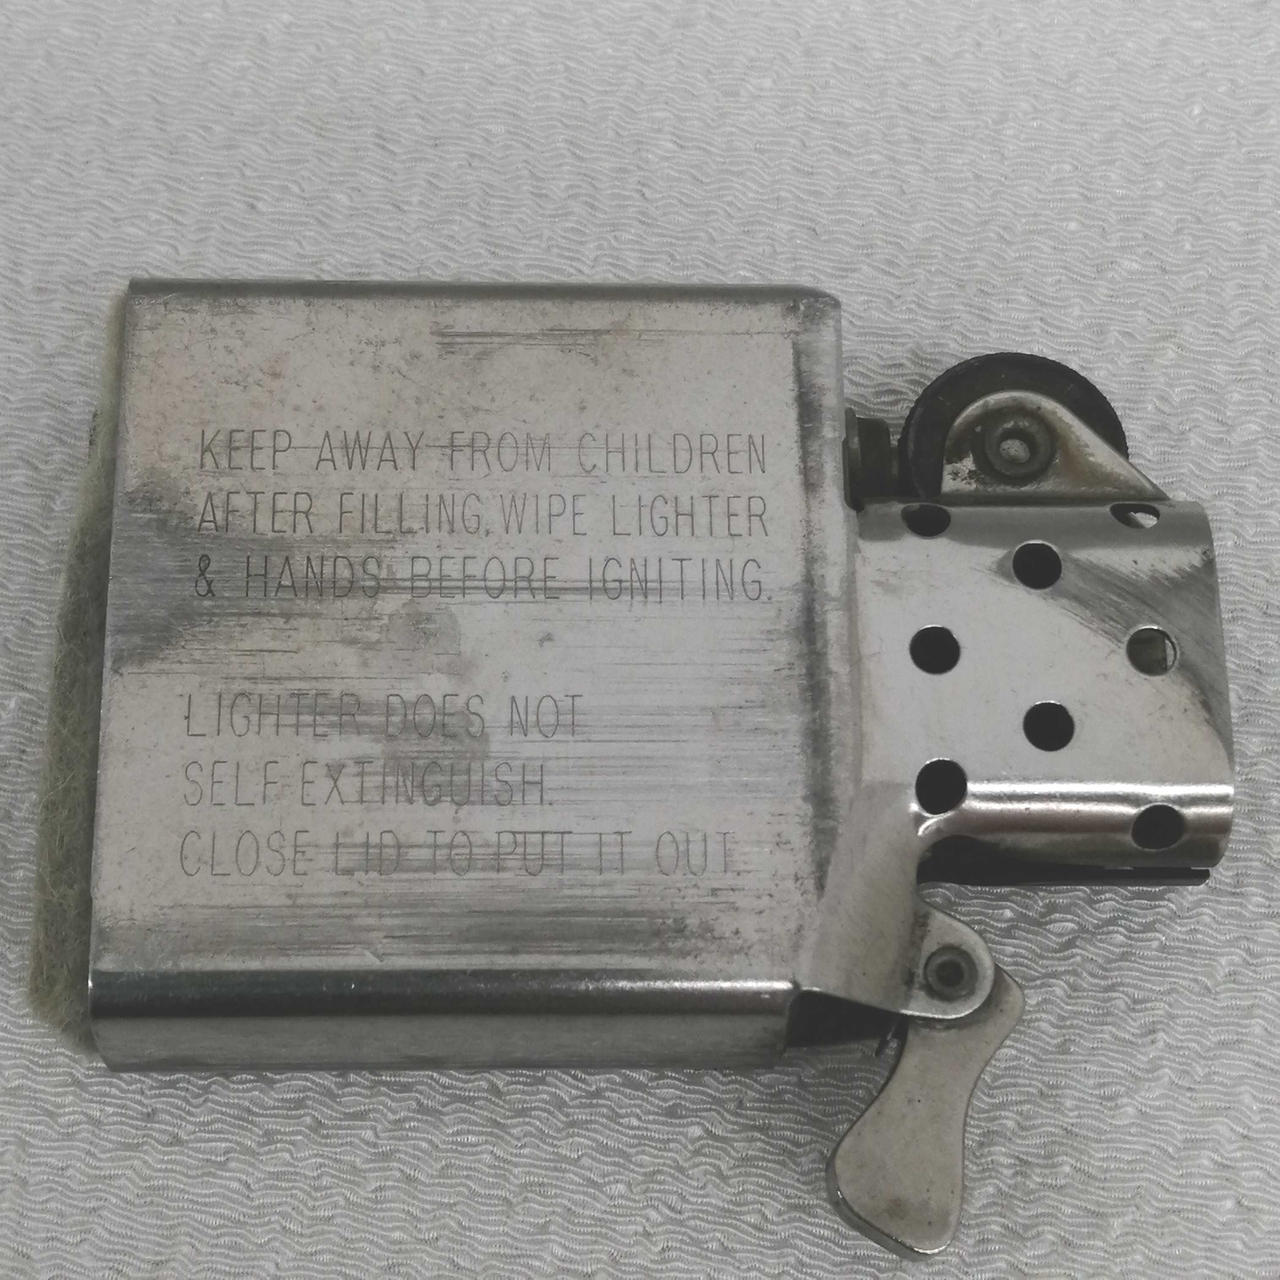 KEEP AWAY FROM CHILDREN
AFTER FILLING, WIPE LIGHTER
& HANDS BEFORE IGNITING.
LIGHTER DOES NOT
SELF EXTINGUISH.
CLOSE LID TO PUT IT OUT.